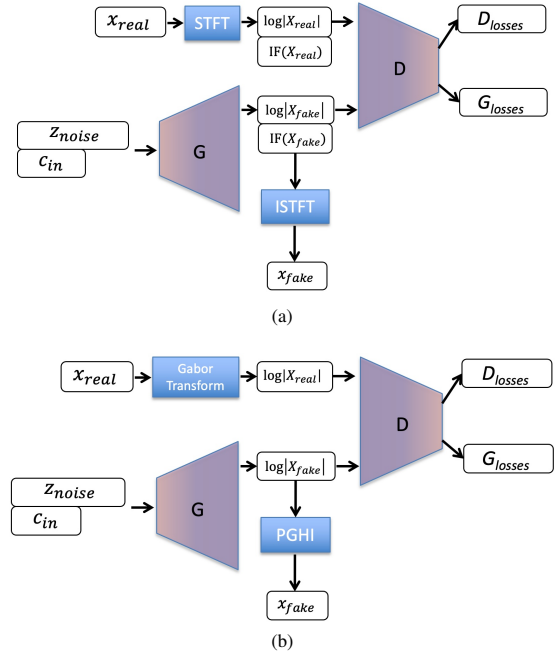 x_real
STFT
log|X_real|
IF(X_real)
D
D_losses
G_losses
z_noise
c_in
G
log|X_fake|
IF(X_fake)
ISTFT
x_fake
(a)
x_real
Gabor
Transform
log|X_real|
D
D_losses
G_losses
z_noise
c_in
G
log|X_fake|
PGHI
x_fake
(b)